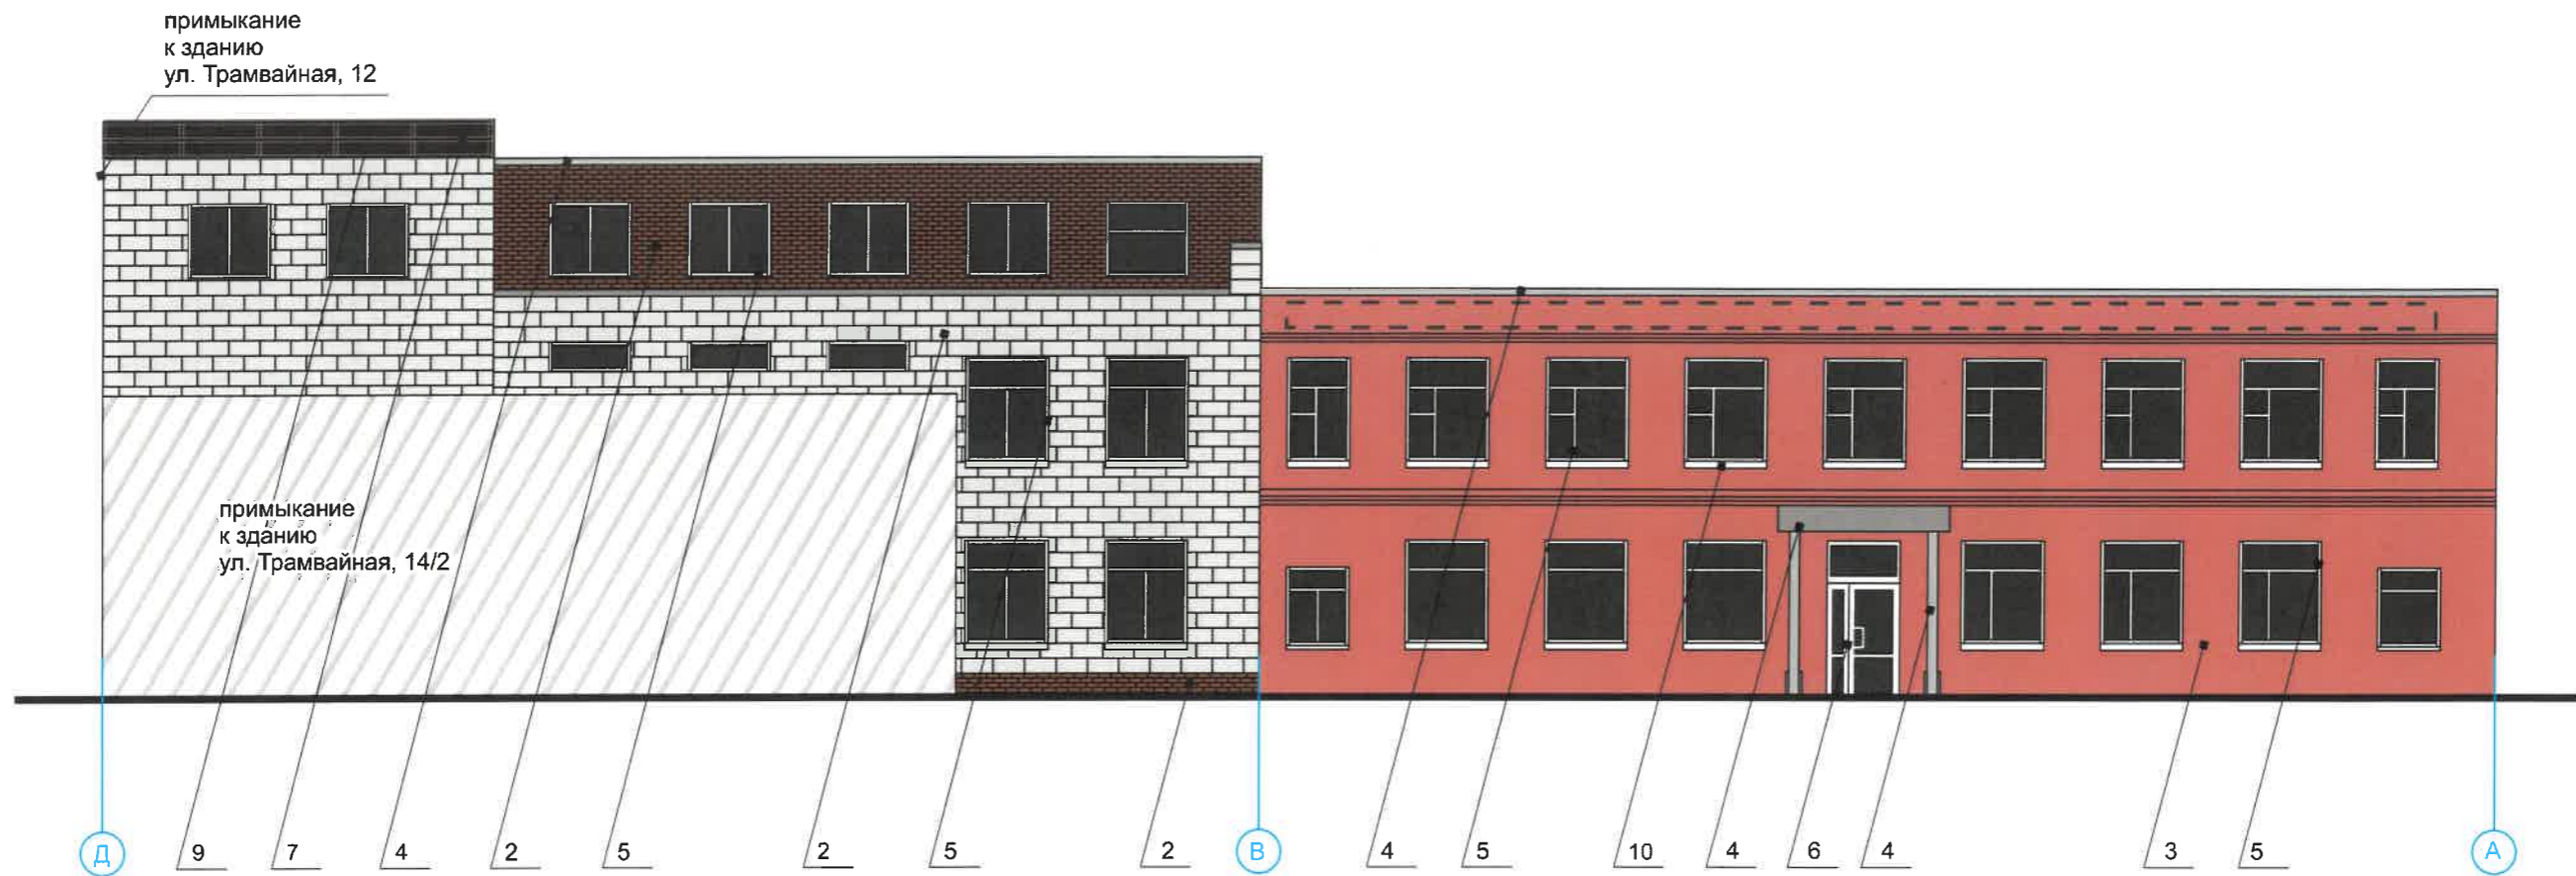 примыкание
к зданию
ул. Трамвайная, 12
примыкание
к зданию
ул. Трамвайная, 14/2
Д 9 7 4 2 5 2 5 2 В 4 5 10 4 6 4 3 5 А